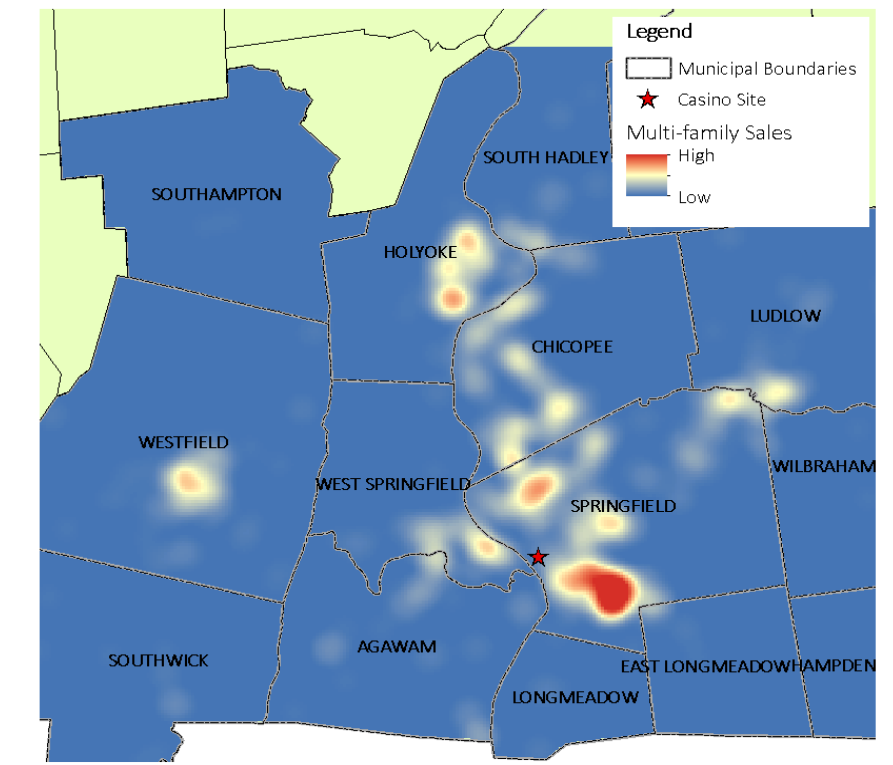 Legend
Municipal Boundaries
Casino Site
Multi-family Sales
High
Low
SOUTH HADLEY
SOUTHAMPTON
HOLYOKE
LUDLOW
CHICOPEE
WESTFIELD
WILBRAHAM
WEST SPRINGFIELD
SPRINGFIELD
AGAWAM
SOUTHWICK
EAST LONGMEADOW
HAMPDEN
LONGMEADOW